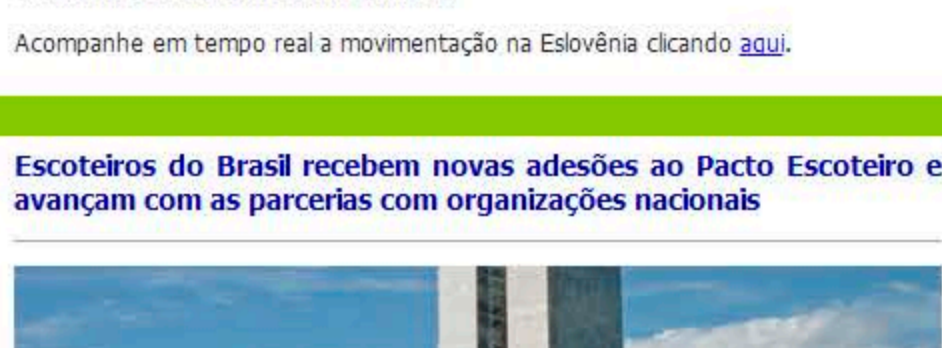 Acompanhe em tempo real a movimentação na Eslovênia clicando aqui.
Escoteiros do Brasil recebem novas adesões ao Pacto Escoteiro e
avançam com as parcerias com organizações nacionais